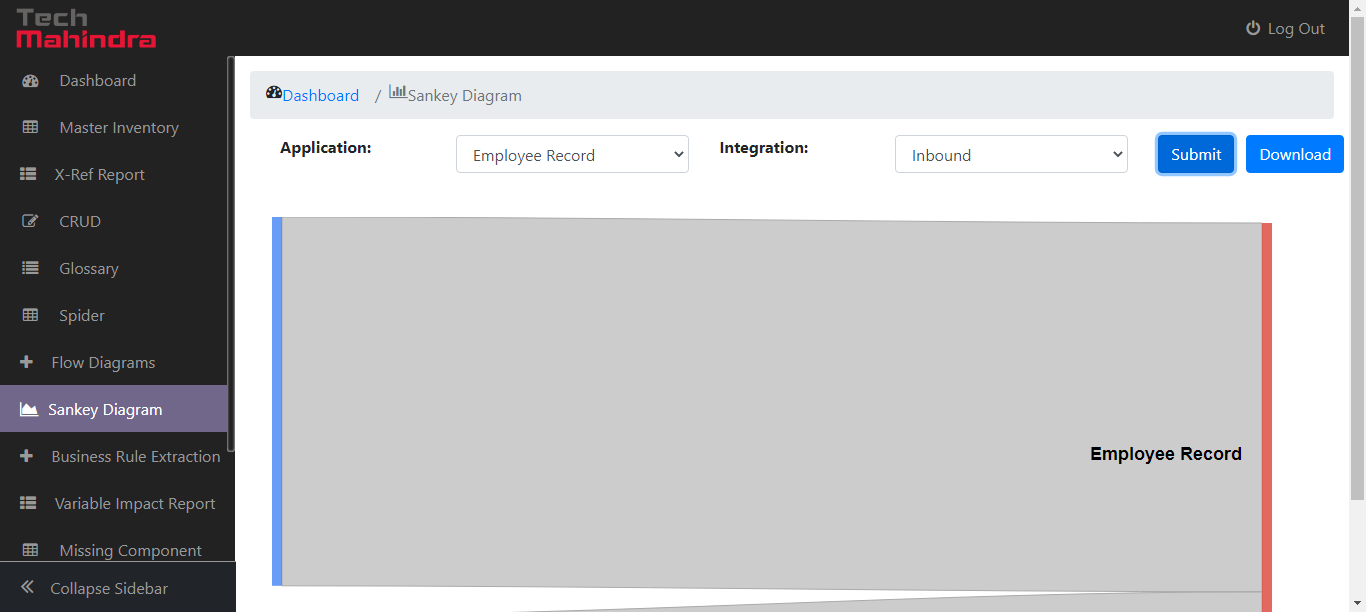 Tech
Mahindra
Log Out
Dashboard
Master Inventory
X-Ref Report
CRUD
Glossary
Spider
Flow Diagrams
Sankey Diagram
Business Rule Extraction
Variable Impact Report
Missing Component
Collapse Sidebar
Dashboard / Sankey Diagram
Application: Employee Record Integration: Inbound Submit Download
Employee Record